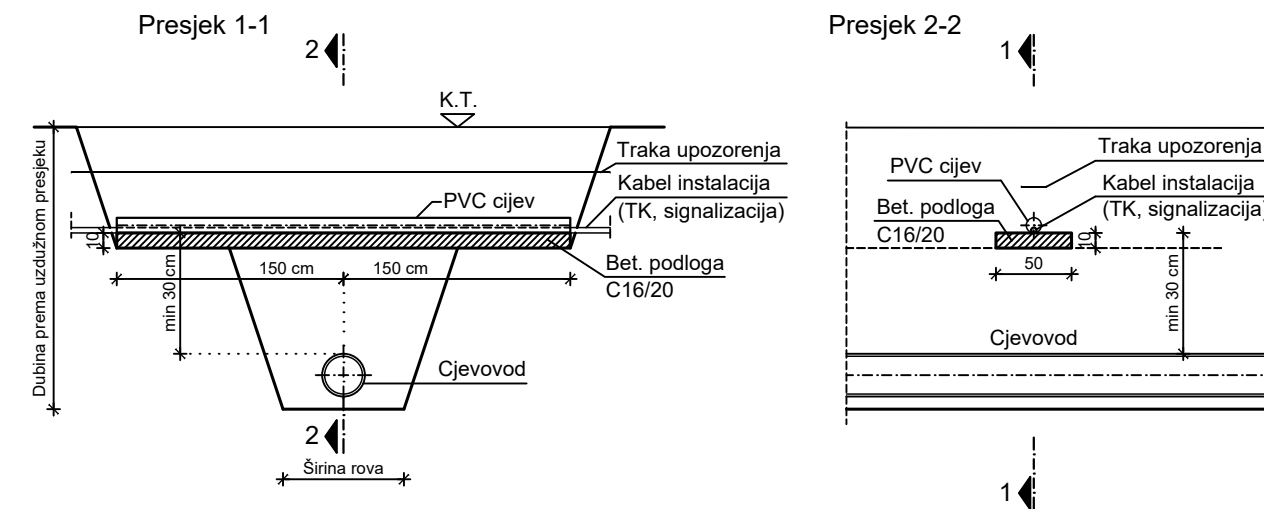 Presjek 1-1
2
K.T.
Dubina prema uzdužnom presjeku
Traka upozorenja
Kabel instalacija
(TK, signalizacija)
PVC cijev
10
Bet. podloga
C16/20
150 cm
150 cm
min 30 cm
Cjevovod
2
Širina rova
Presjek 2-2
1
Traka upozorenja
PVC cijev
Kabel instalacija
(TK, signalizacija)
Bet. podloga
C16/20
10
50
min 30 cm
Cjevovod
1